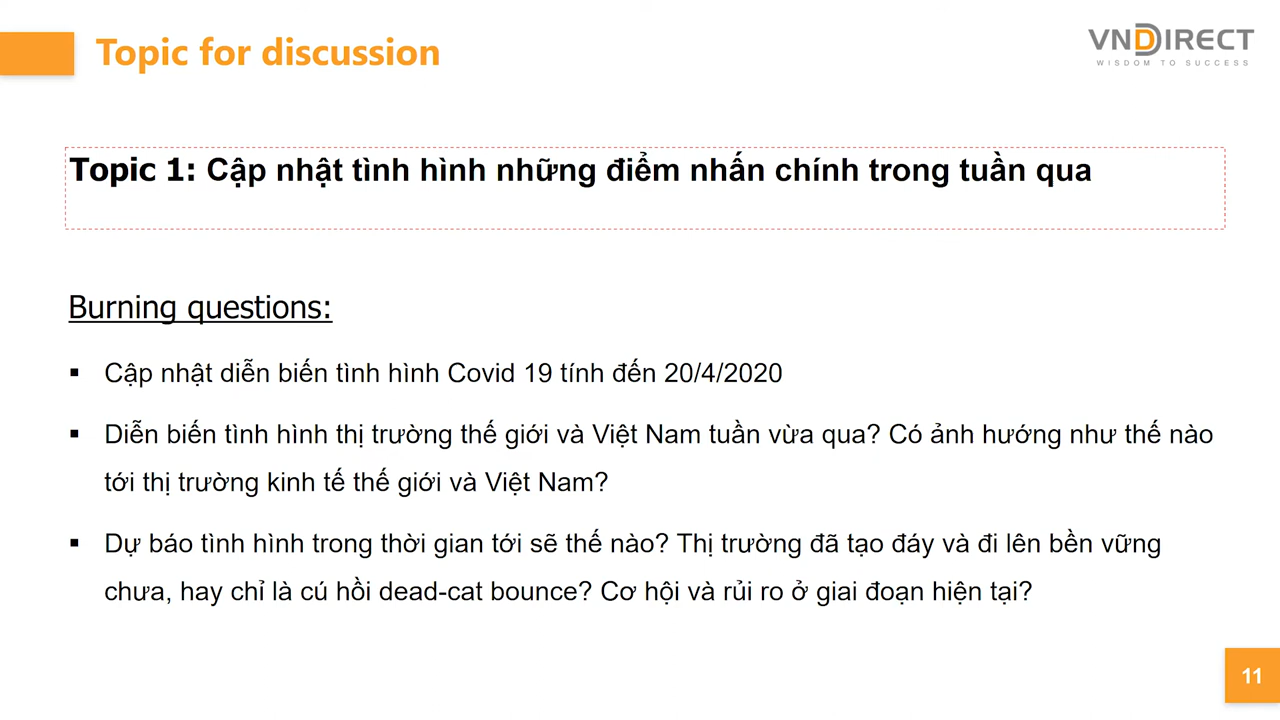 Topic for discussion
VNDIRECT
WISDOM TO SUCCESS
Topic 1: Cập nhật tình hình những điểm nhấn chính trong tuần qua
Burning questions:
▪ Cập nhật diễn biến tình hình Covid 19 tính đến 20/4/2020
▪ Diễn biến tình hình thị trường thế giới và Việt Nam tuần vừa qua? Có ảnh hướng như thế nào
tới thị trường kinh tế thế giới và Việt Nam?
▪ Dự báo tình hình trong thời gian tới sẽ thế nào? Thị trường đã tạo đáy và đi lên bền vững
chưa, hay chỉ là cú hồi dead-cat bounce? Cơ hội và rủi ro ở giai đoạn hiện tại?
11